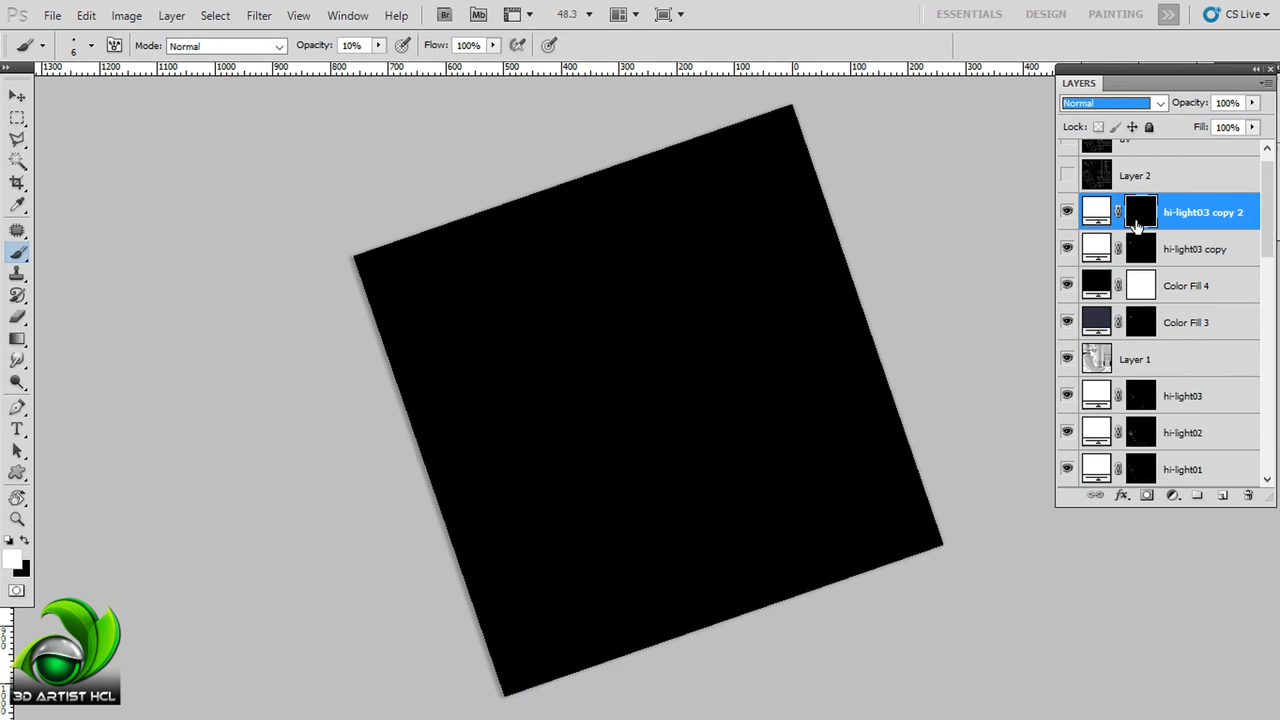 Ps File Edit Image Layer Select Filter View Window Help Br Mb 48.3 ESSENTIALS DESIGN PAINTING CS Live
6 Mode: Normal Opacity: 10% Flow: 100%
1300 1200 1100 1000 900 800 700 600 500 400 300 200 100 0 100 200 300 400
LAYERS
Normal Opacity: 100%
Lock: Fill: 100%
Layer 2
hi-light03 copy 2
hi-light03 copy
Color Fill 4
Color Fill 3
Layer 1
hi-light03
hi-light02
hi-light01
fx
T
3D ARTIST HCL